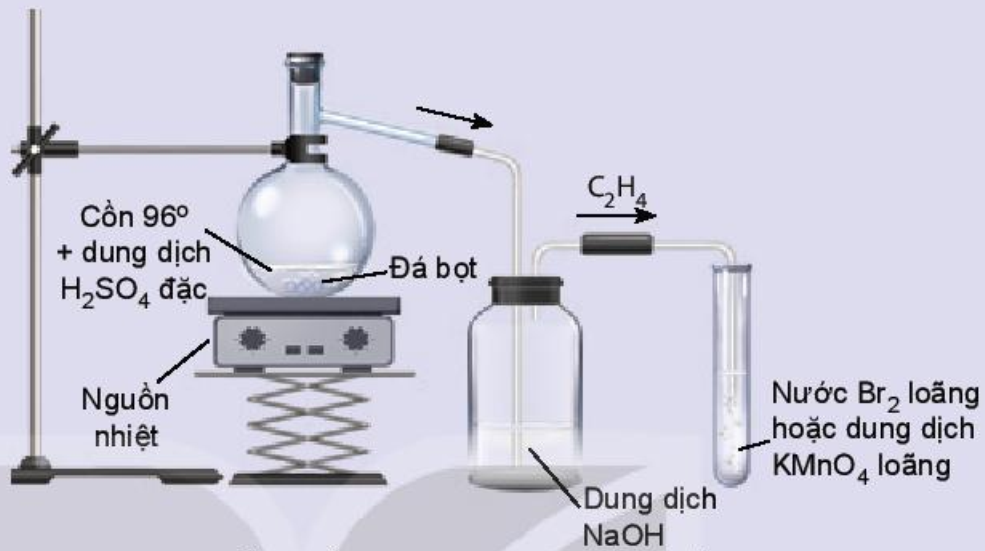 C₂H₄
Cồn 96º
+ dung dịch
H₂SO₄ đặc
Đá bọt
Nguồn
nhiệt
Nước Br₂ loãng
hoặc dung dịch
KMnO₄ loãng
Dung dịch
NaOH